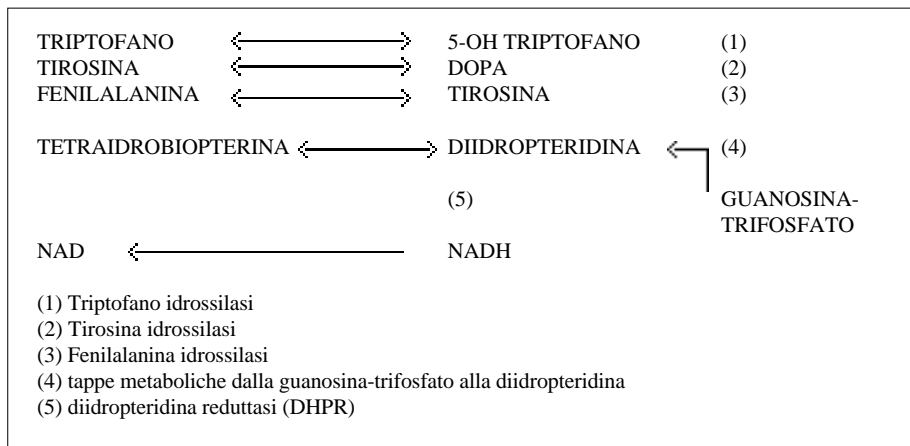 TRIPTOFANO 5-OH TRIPTOFANO (1)
TIROSINA DOPA (2)
FENILALANINA TIROSINA (3)
TETRAIDROBIOPTERINA DIIDROPTERIDINA (4)
(5) GUANOSINA-
TRIFOSFATO
NAD NADH
(1) Triptofano idrossilasi
(2) Tirosina idrossilasi
(3) Fenilalanina idrossilasi
(4) tappe metaboliche dalla guanosina-trifosfato alla diidropteridina
(5) diidropteridina reduttasi (DHPR)